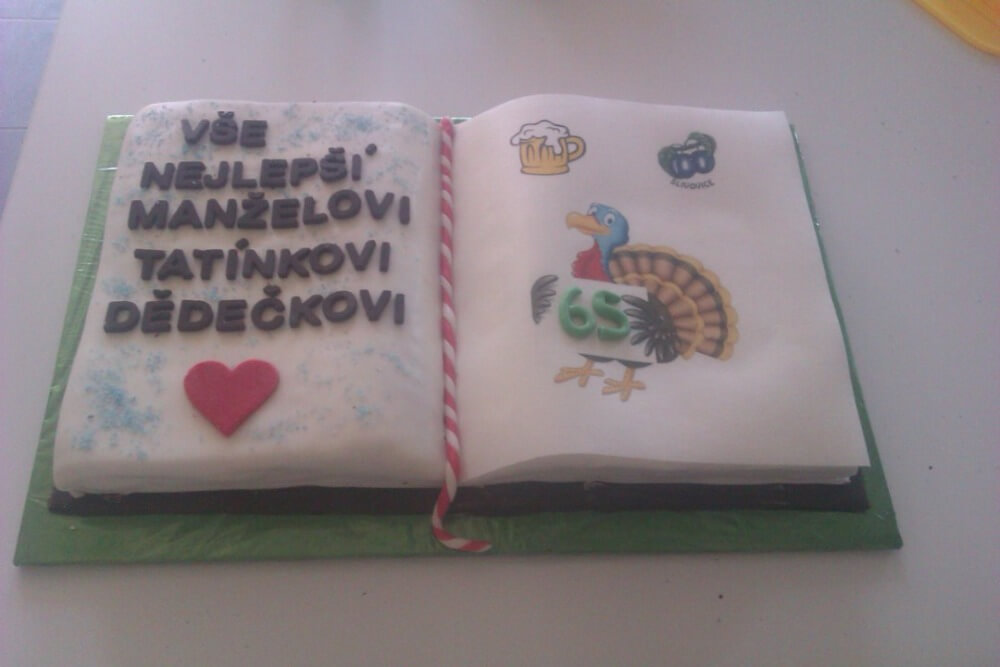 VŠE
NEJLEPŠÍ
MANŽELOVI
TATÍNKOVI
DĚDEČKOVI
SLIVOVICE
65